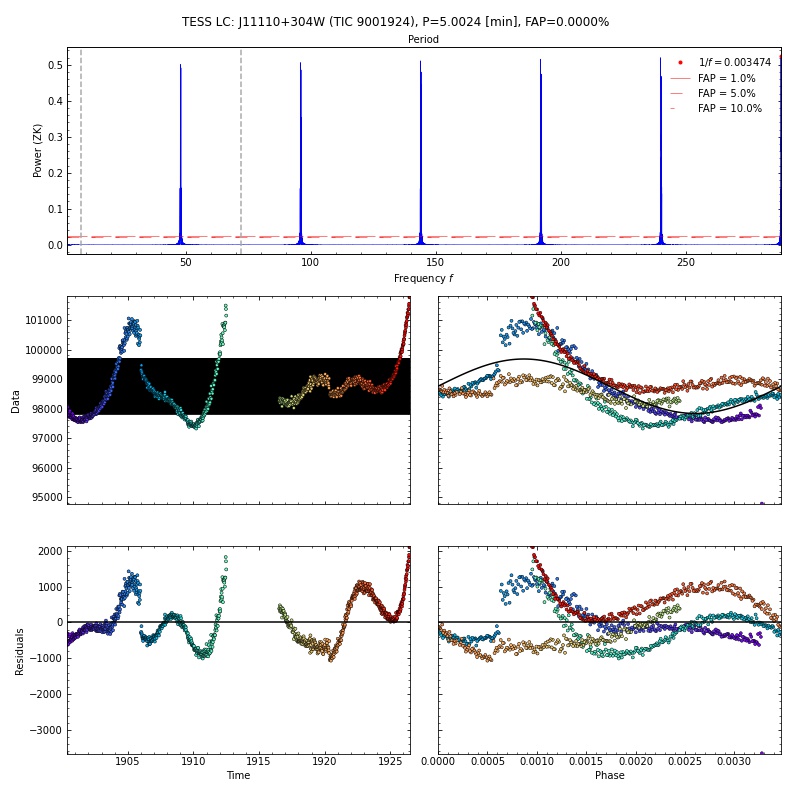 TESS LC: J11110+304W (TIC 9001924), P=5.0024 [min], FAP=0.0000%
Period
0.5
0.4
0.3
0.2
0.1
0.0
Power (ZK)
1/f = 0.003474
FAP = 1.0%
FAP = 5.0%
FAP = 10.0%
50 100 150 200 250
Frequency f
101000
100000
99000
98000
97000
96000
95000
Data
2000
1000
0
−1000
−2000
−3000
Residuals
1905 1910 1915 1920 1925
Time
0.0000 0.0005 0.0010 0.0015 0.0020 0.0025 0.0030
Phase